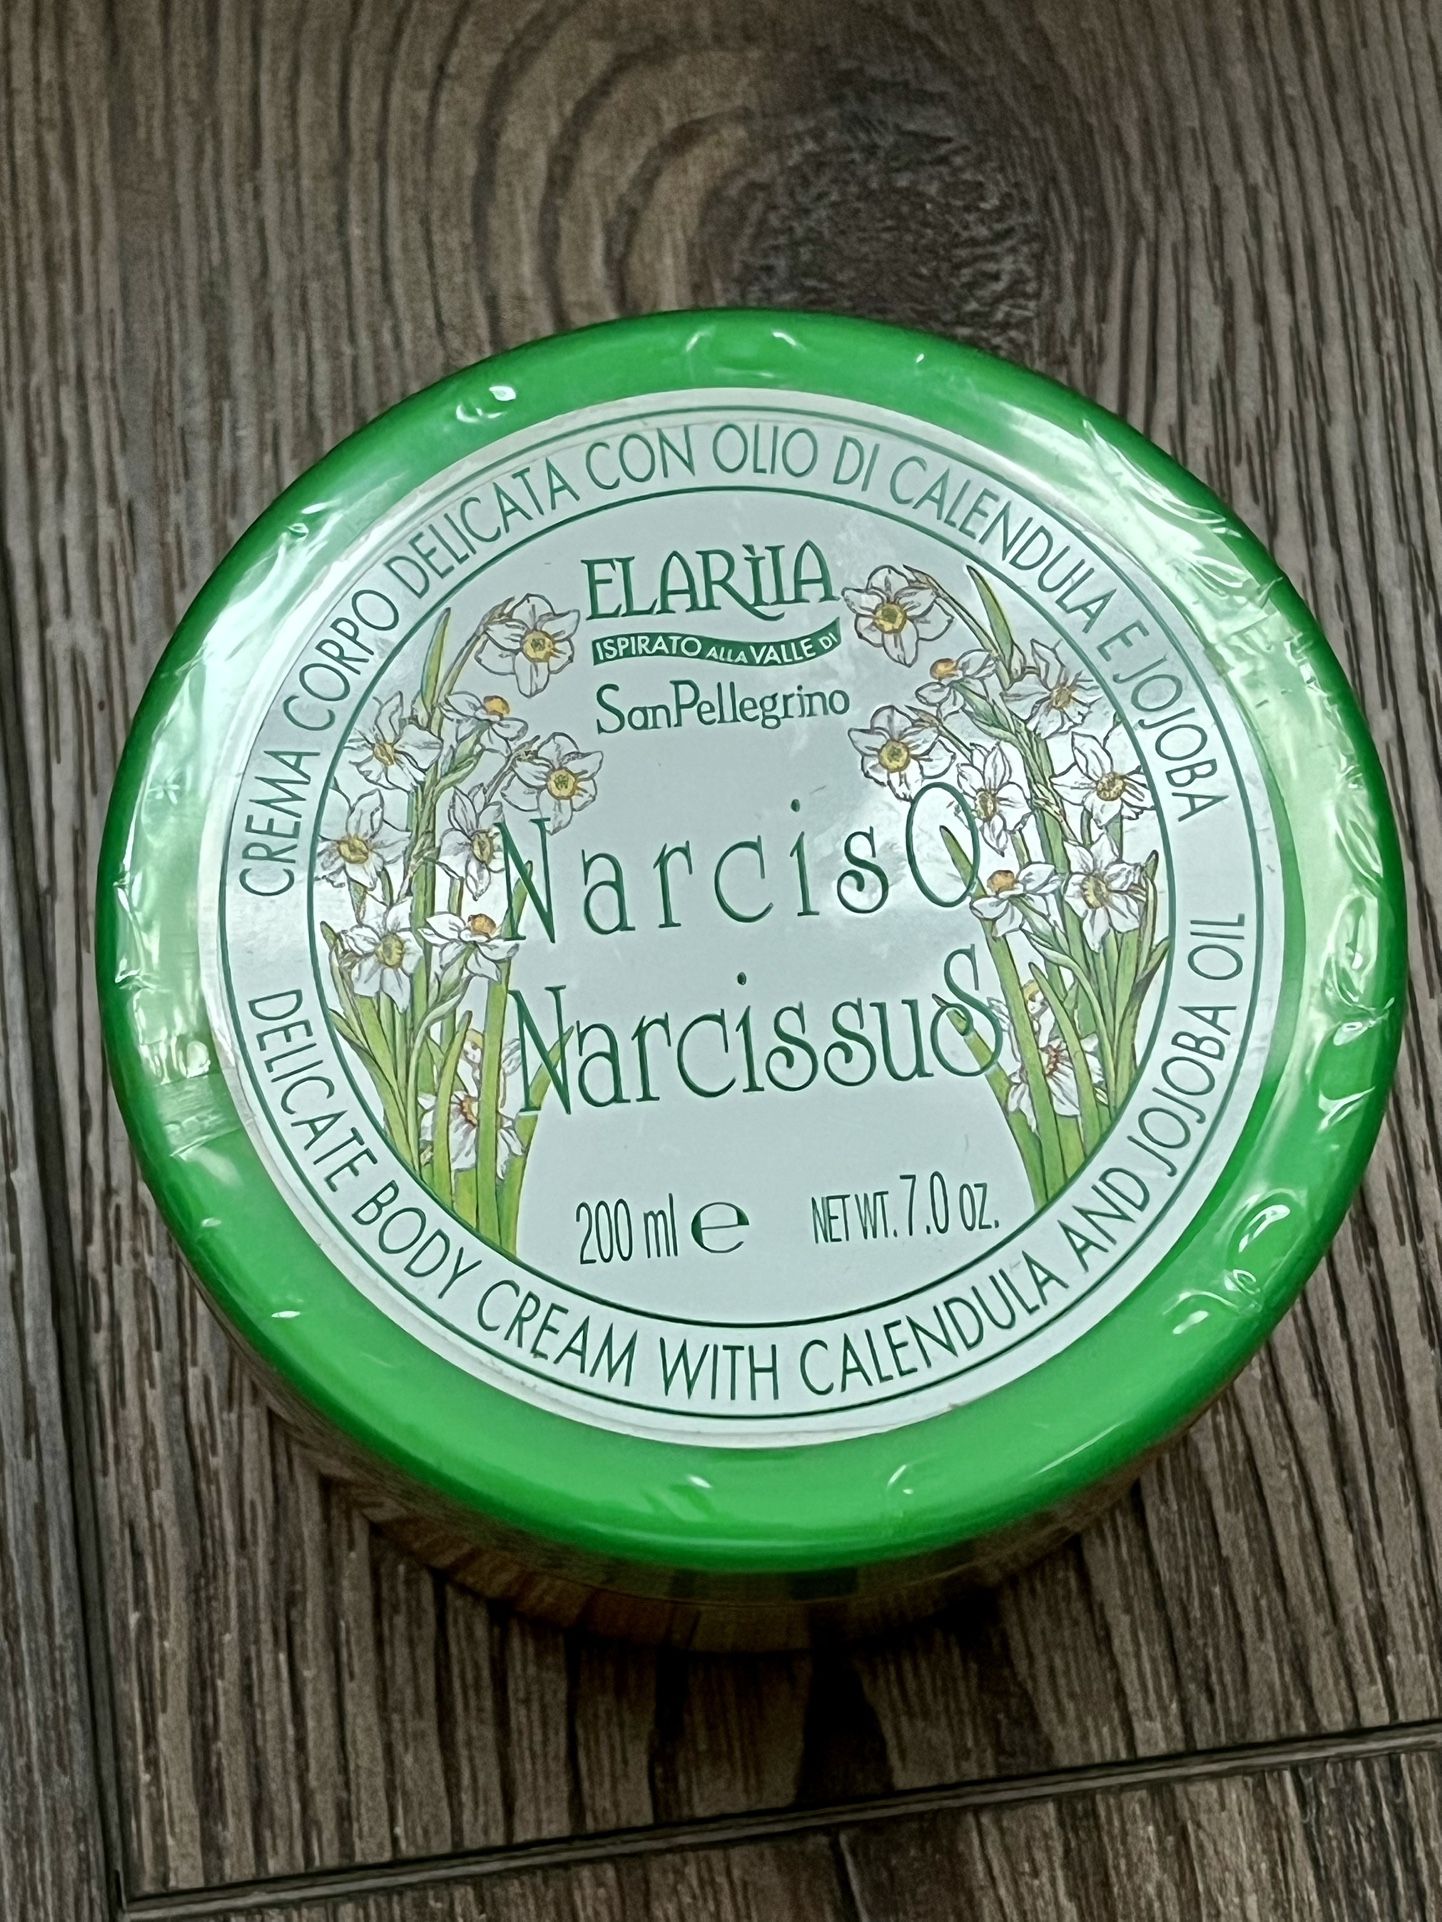 CREMA CORPO DELICATA CON OLIO DI CALENDULA E JOJOBA
ELARÌIA
ISPIRATO ALLA VALLE DI
SanPellegrino
NarcisO
NarcissuS
200 ml e NET WT. 7.0 oz.
DELICATE BODY CREAM WITH CALENDULA AND JOJOBA OIL